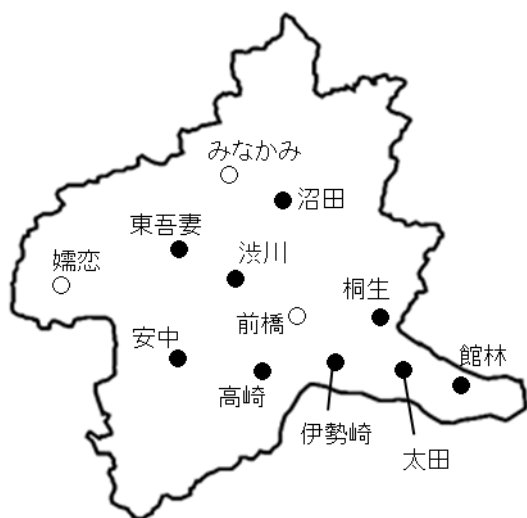 みなかみ
沼田
東吾妻
渋川
嬬恋
桐生
前橋
安中
館林
高崎
伊勢崎
太田